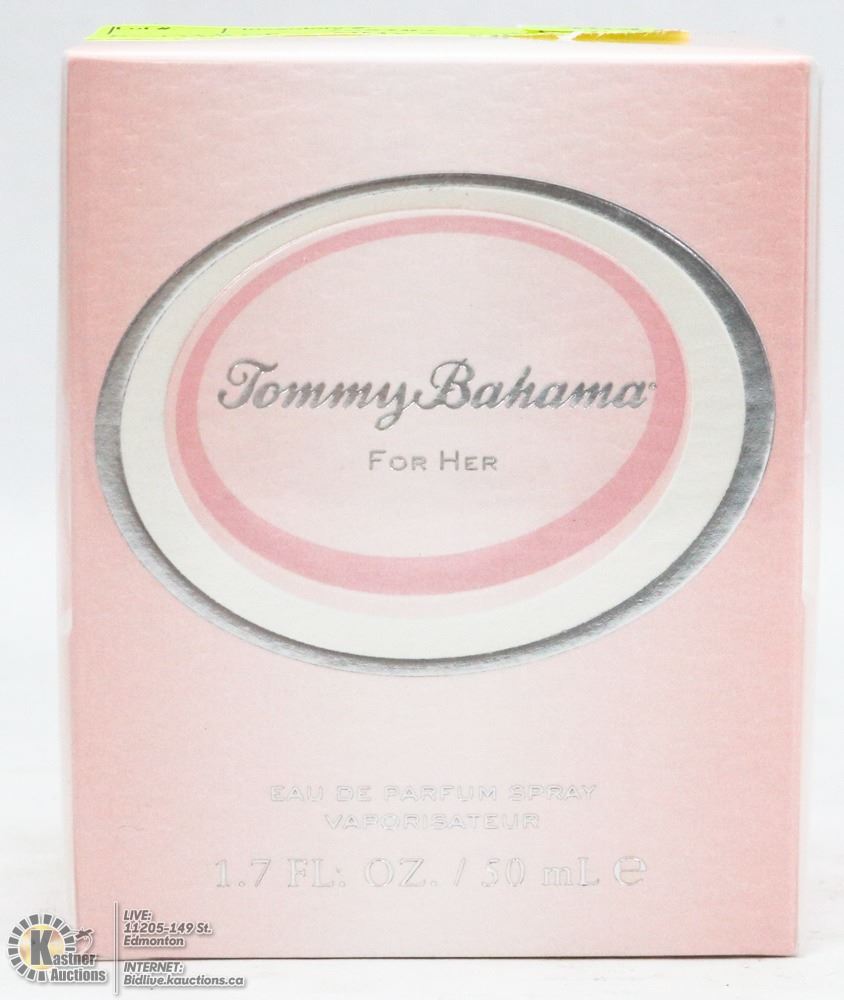 Tommy Bahama®
FOR HER
EAU DE PARFUM SPRAY
VAPORISATEUR
1.7 FL. OZ. / 50 mL ℮
Kastner
Auctions
LIVE:
11205-149 St.
Edmonton
INTERNET:
Bidlive.kauctions.ca